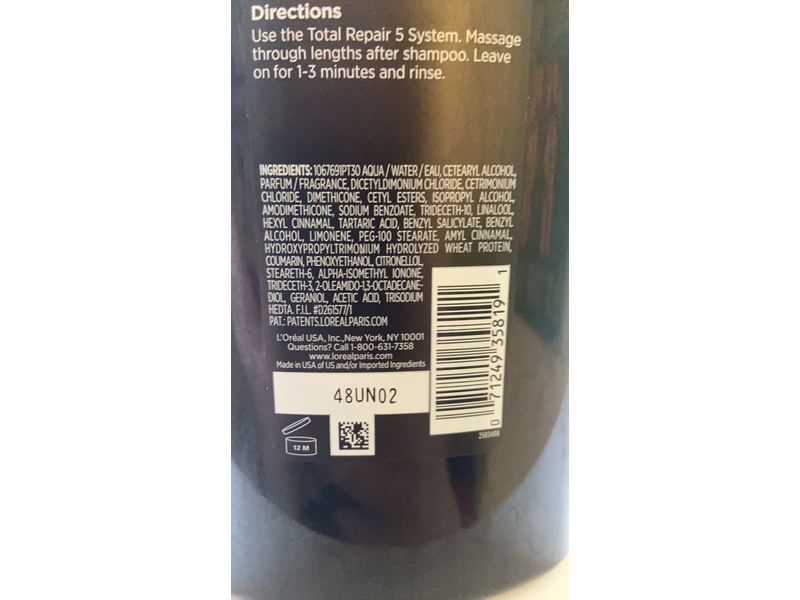 Directions
Use the Total Repair 5 System. Massage
through lengths after shampoo. Leave
on for 1-3 minutes and rinse.
INGREDIENTS: 1067691PT30 AQUA / WATER / EAU, CETEARYL ALCOHOL,
PARFUM / FRAGRANCE, DICETYLDIMONIUM CHLORIDE, CETRIMONIUM
CHLORIDE, DIMETHICONE, CETYL ESTERS, ISOPROPYL ALCOHOL,
AMODIMETHICONE, SODIUM BENZOATE, TRIDECETH-10, LINALOOL,
HEXYL CINNAMAL, TARTARIC ACID, BENZYL SALICYLATE, BENZYL
ALCOHOL, LIMONENE, PEG-100 STEARATE, AMYL CINNAMAL,
HYDROXYPROPYLTRIMONIUM HYDROLYZED WHEAT PROTEIN,
COUMARIN, PHENOXYETHANOL, CITRONELLOL,
STEARETH-6, ALPHA-ISOMETHYL IONONE,
TRIDECETH-3, 2-OLEAMIDO-1,3-OCTADECANE-
DIOL, GERANIOL, ACETIC ACID, TRISODIUM
HEDTA. F.I.L. #D261577/1
PAT.: PATENTS.LOREALPARIS.COM
L'Oréal USA, Inc., New York, NY 10001
Questions? Call 1-800-631-7358
www.lorealparis.com
Made in USA of US and/or Imported Ingredients
48UN02
12 M
0 71249 35819 1